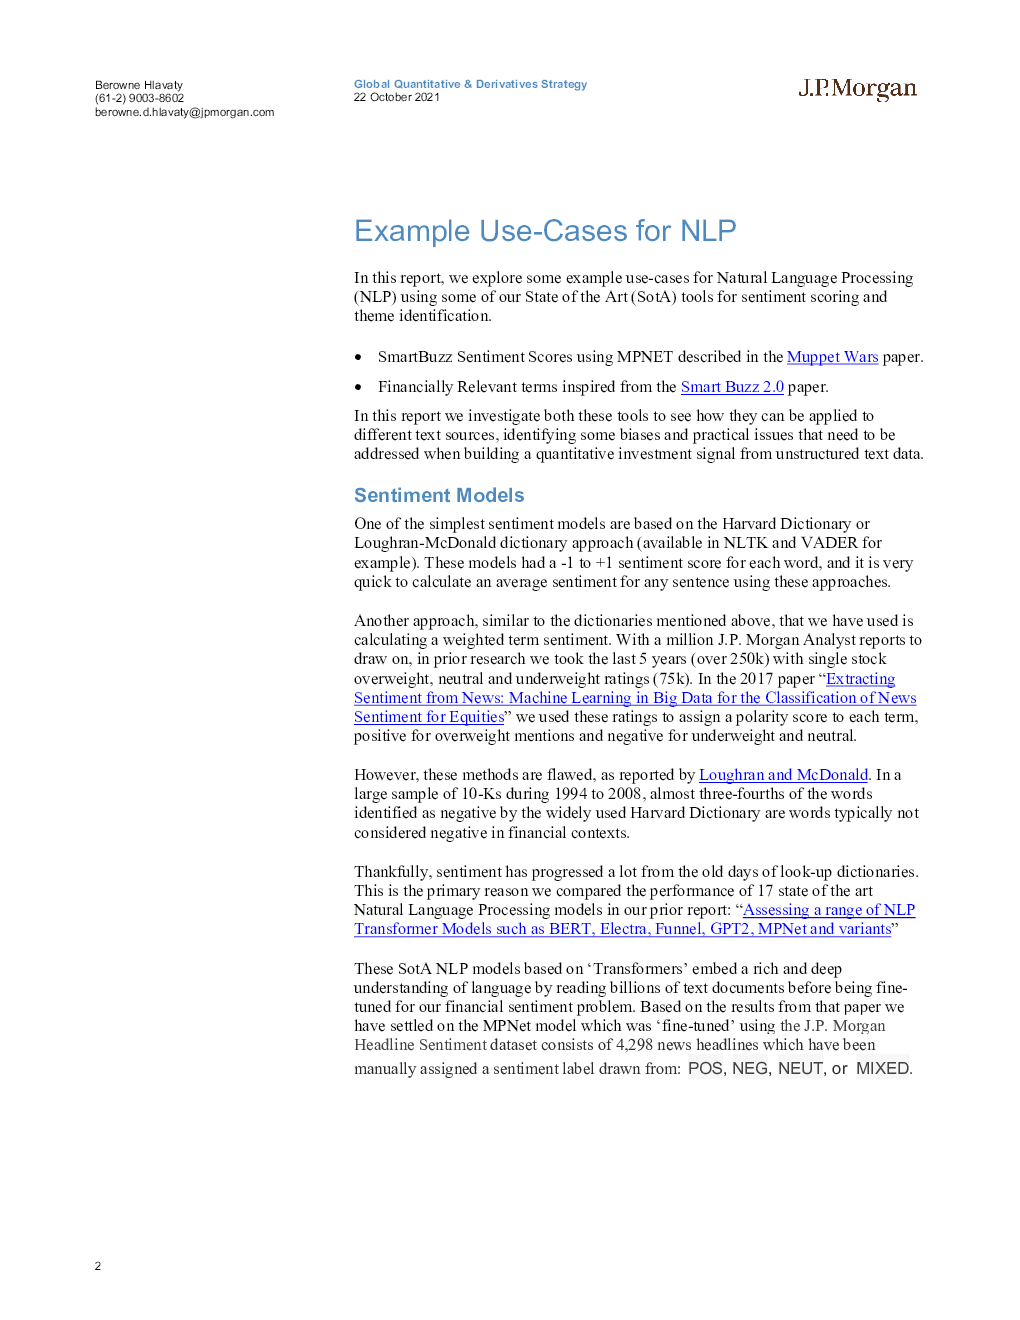 Berowne Hlavaty
(61-2) 9003-8602
berowne.d.hlavaty@jpmorgan.com
Global Quantitative & Derivatives Strategy
22 October 2021
J.P.Morgan
Example Use-Cases for NLP
In this report, we explore some example use-cases for Natural Language Processing
(NLP) using some of our State of the Art (SotA) tools for sentiment scoring and
theme identification.
• SmartBuzz Sentiment Scores using MPNET described in the Muppet Wars paper.
• Financially Relevant terms inspired from the Smart Buzz 2.0 paper.
In this report we investigate both these tools to see how they can be applied to
different text sources, identifying some biases and practical issues that need to be
addressed when building a quantitative investment signal from unstructured text data.
Sentiment Models
One of the simplest sentiment models are based on the Harvard Dictionary or
Loughran-McDonald dictionary approach (available in NLTK and VADER for
example). These models had a -1 to +1 sentiment score for each word, and it is very
quick to calculate an average sentiment for any sentence using these approaches.
Another approach, similar to the dictionaries mentioned above, that we have used is
calculating a weighted term sentiment. With a million J.P. Morgan Analyst reports to
draw on, in prior research we took the last 5 years (over 250k) with single stock
overweight, neutral and underweight ratings (75k). In the 2017 paper “Extracting
Sentiment from News: Machine Learning in Big Data for the Classification of News
Sentiment for Equities” we used these ratings to assign a polarity score to each term,
positive for overweight mentions and negative for underweight and neutral.
However, these methods are flawed, as reported by Loughran and McDonald. In a
large sample of 10-Ks during 1994 to 2008, almost three-fourths of the words
identified as negative by the widely used Harvard Dictionary are words typically not
considered negative in financial contexts.
Thankfully, sentiment has progressed a lot from the old days of look-up dictionaries.
This is the primary reason we compared the performance of 17 state of the art
Natural Language Processing models in our prior report: “Assessing a range of NLP
Transformer Models such as BERT, Electra, Funnel, GPT2, MPNet and variants”
These SotA NLP models based on ‘Transformers’ embed a rich and deep
understanding of language by reading billions of text documents before being fine-
tuned for our financial sentiment problem. Based on the results from that paper we
have settled on the MPNet model which was ‘fine-tuned’ using the J.P. Morgan
Headline Sentiment dataset consists of 4,298 news headlines which have been
manually assigned a sentiment label drawn from: POS, NEG, NEUT, or MIXED.
2